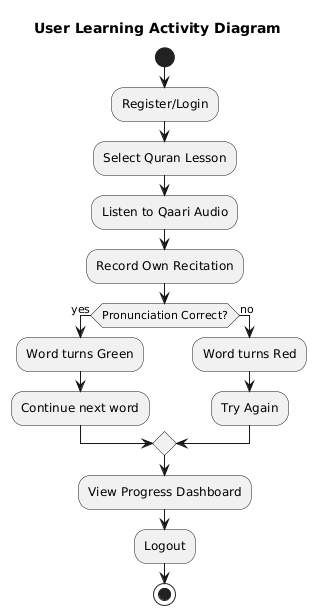 User Learning Activity Diagram
Register/Login
Select Quran Lesson
Listen to Qaari Audio
Record Own Recitation
yes
Pronunciation Correct?
no
Word turns Green
Word turns Red
Continue next word
Try Again
View Progress Dashboard
Logout